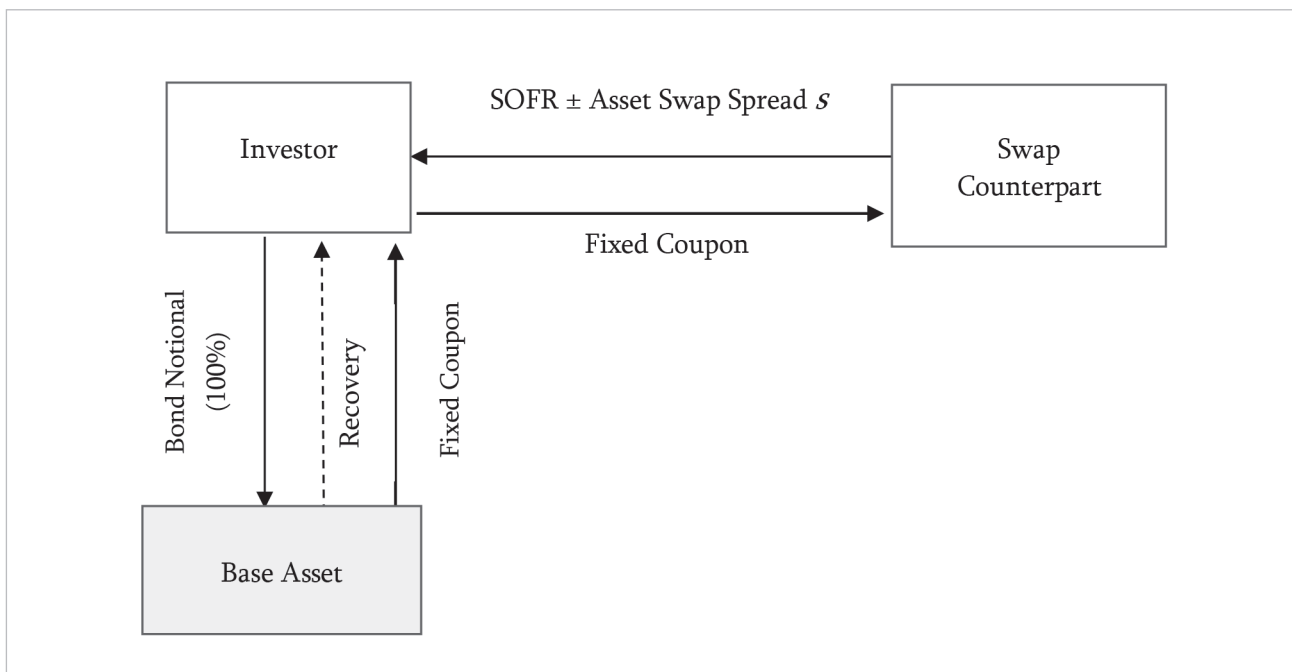 SOFR ± Asset Swap Spread s
Investor
Swap
Counterpart
Fixed Coupon
Bond Notional
(100%)
Recovery
Fixed Coupon
Base Asset